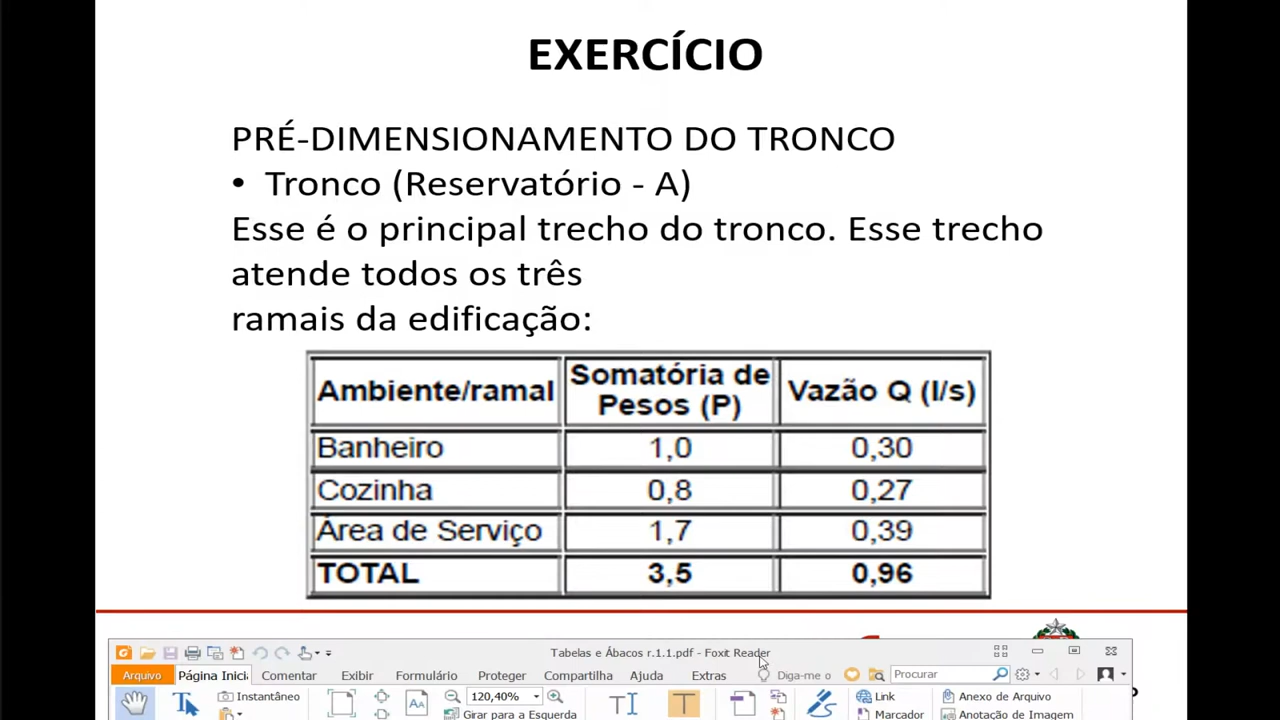 EXERCÍCIO
PRÉ-DIMENSIONAMENTO DO TRONCO
• Tronco (Reservatório - A)
Esse é o principal trecho do tronco. Esse trecho
atende todos os três
ramais da edificação:
Ambiente/ramal Somatória de Pesos (P) Vazão Q (l/s)
Banheiro 1,0 0,30
Cozinha 0,8 0,27
Área de Serviço 1,7 0,39
TOTAL 3,5 0,96
Tabelas e Ábacos r.1.1.pdf - Foxit Reader
Arquivo Página Inici Comentar Exibir Formulário Proteger Compartilha Ajuda Extras Diga-me o Procurar
Instantâneo 120,40% Link Anexo de Arquivo
Girar para a Esquerda Marcador Anotação de Imagem